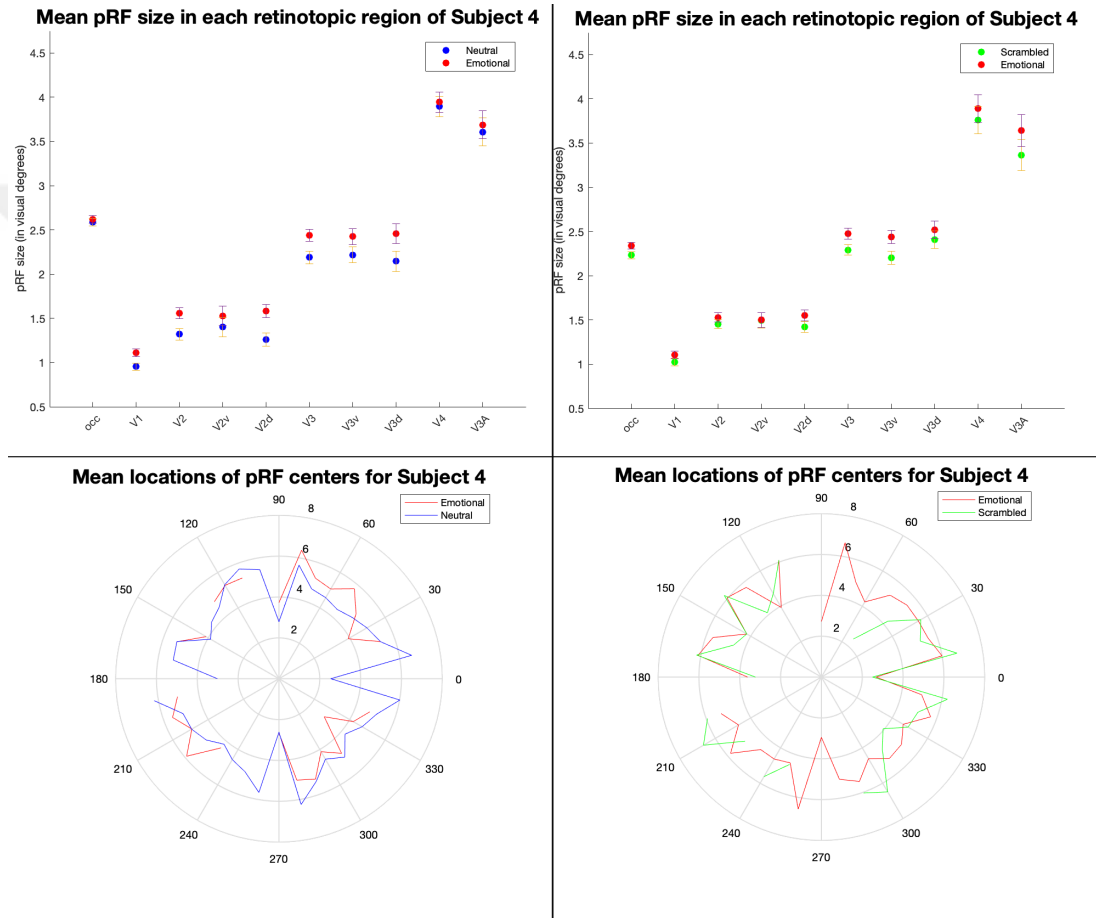 Mean pRF size in each retinotopic region of Subject 4
Neutral
Emotional
pRF size (in visual degrees)
4.5
4
3.5
3
2.5
2
1.5
1
0.5
occ
V1
V2
V2v
V2d
V3
V3v
V3d
V4
V3A
Mean pRF size in each retinotopic region of Subject 4
Scrambled
Emotional
pRF size (in visual degrees)
4.5
4
3.5
3
2.5
2
1.5
1
0.5
occ
V1
V2
V2v
V2d
V3
V3v
V3d
V4
V3A
Mean locations of pRF centers for Subject 4
Emotional
Neutral
90
8
120
60
6
150
30
4
2
180
0
210
330
240
300
270
Mean locations of pRF centers for Subject 4
Emotional
Scrambled
90
8
120
60
6
150
30
4
2
180
0
210
330
240
300
270